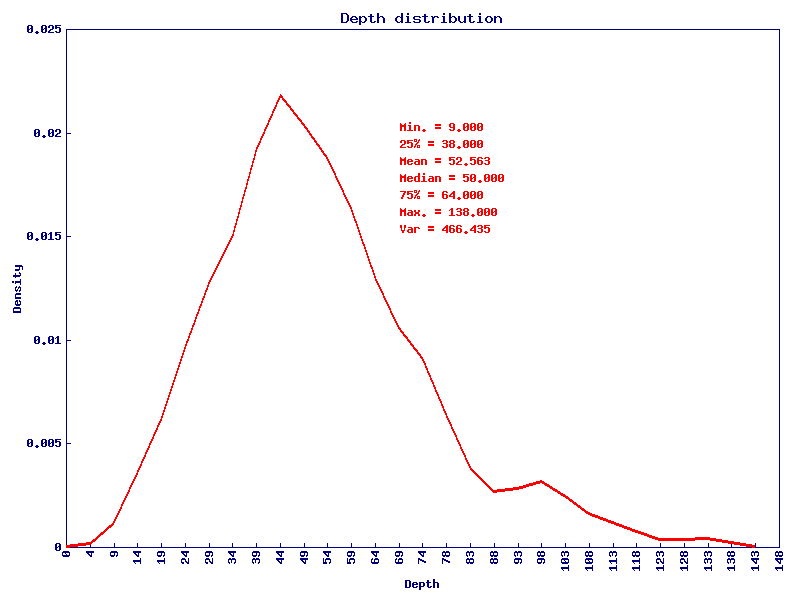 Depth distribution
0.025
0.02
0.015
0.01
0.005
0
Density
Min. = 9.000
25% = 38.000
Mean = 52.563
Median = 50.000
75% = 64.000
Max. = 138.000
Var = 466.435
0 4 9 14 19 24 29 34 39 44 49 54 59 64 69 74 78 83 88 93 98 103 108 113 118 123 128 133 138 143 148
Depth